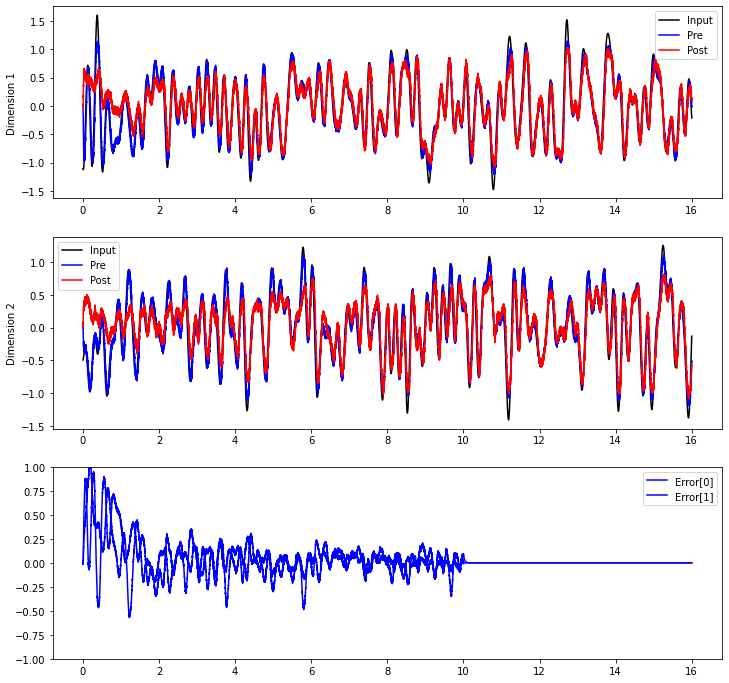 1.5
1.0
0.5
0.0
−0.5
−1.0
−1.5
Dimension 1
Input
Pre
Post
0 2 4 6 8 10 12 14 16
1.0
0.5
0.0
−0.5
−1.0
−1.5
Dimension 2
Input
Pre
Post
0 2 4 6 8 10 12 14 16
1.00
0.75
0.50
0.25
0.00
−0.25
−0.50
−0.75
−1.00
Error[0]
Error[1]
0 2 4 6 8 10 12 14 16